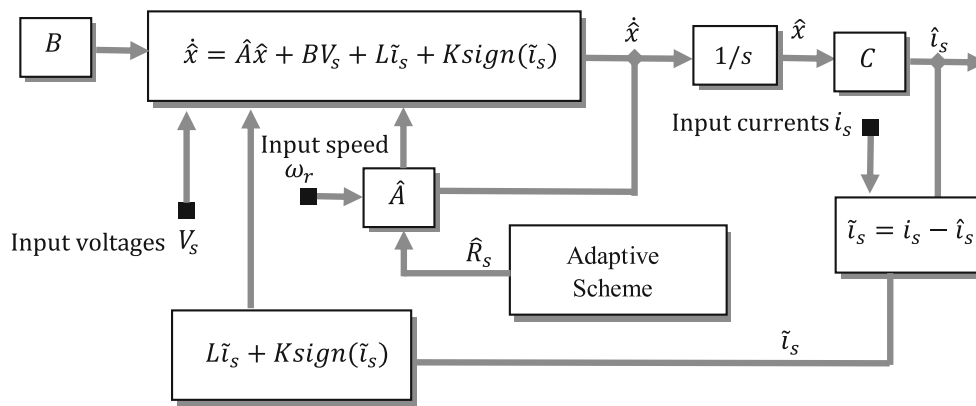 B
ẋ̂ = Âx̂ + BV_s + Lĩ_s + Ksign(ĩ_s)
ẋ̂
1/s
x̂
C
î_s
Input currents i_s
Input speed
ω_r
Â
Input voltages V_s
R̂_s
Adaptive
Scheme
ĩ_s = i_s − î_s
Lĩ_s + Ksign(ĩ_s)
ĩ_s